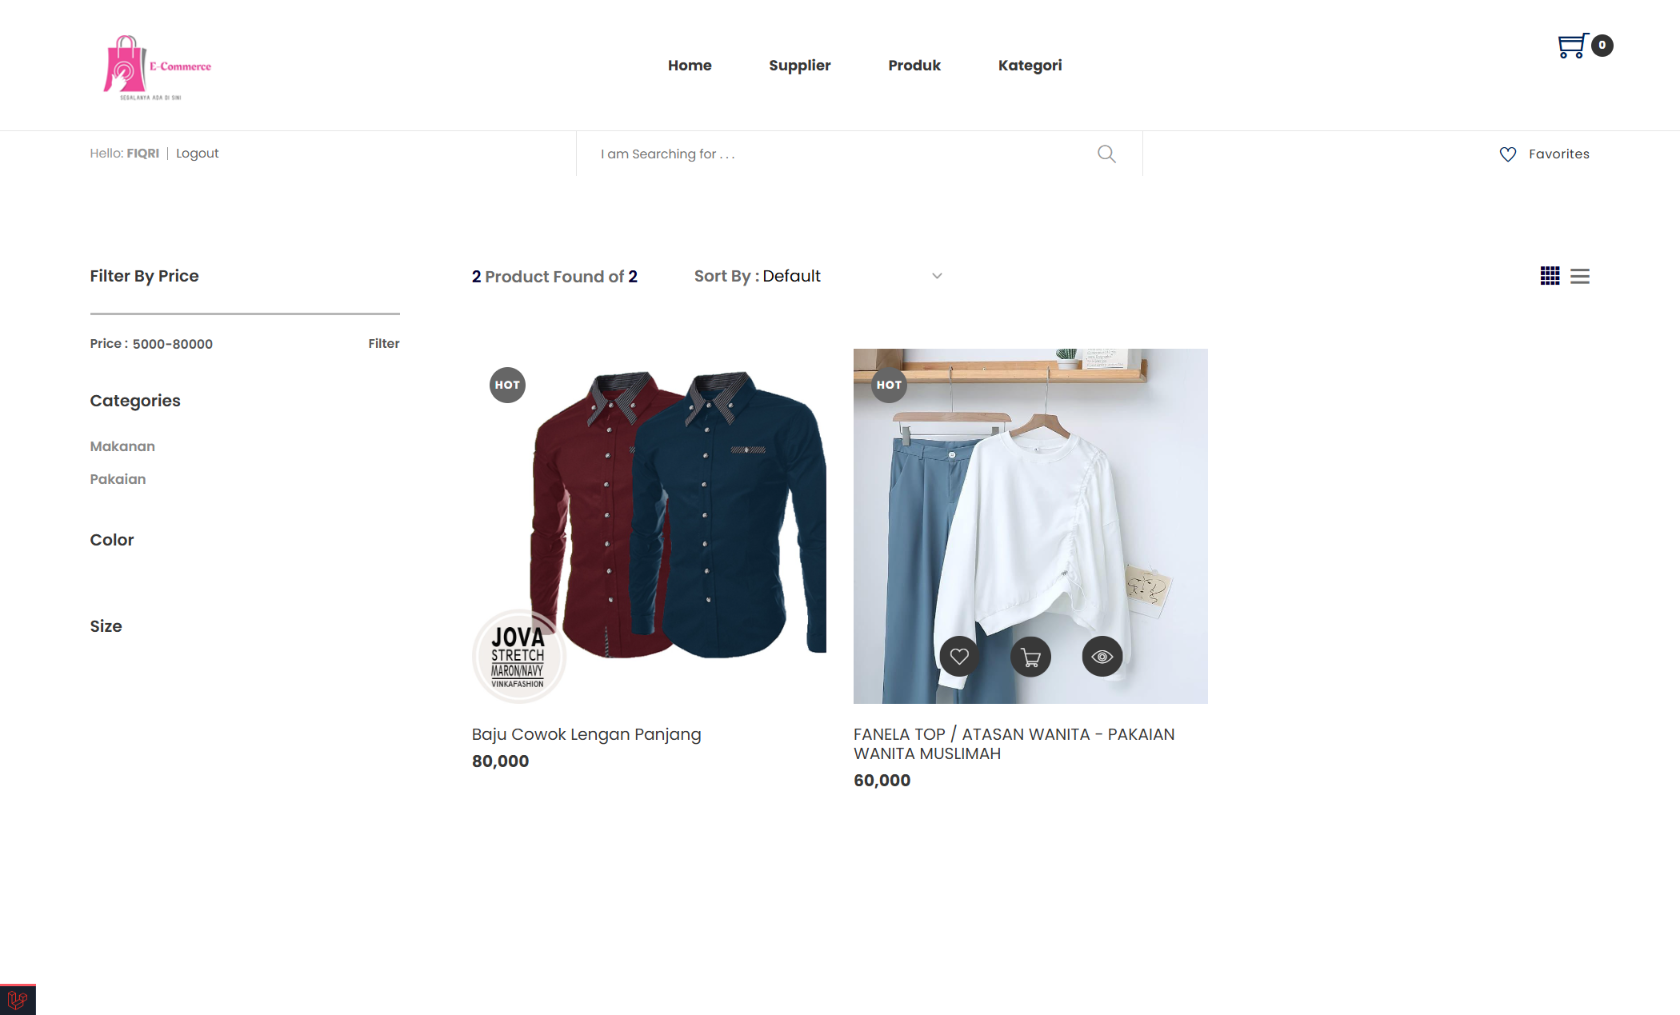 E-Commerce
SEGALANYA ADA DI SINI
Home
Supplier
Produk
Kategori
0
Hello: FIQRI | Logout
I am Searching for . . .
Favorites
Filter By Price
2 Product Found of 2
Sort By : Default
Price : 5000-80000
Filter
Categories
Makanan
Pakaian
Color
Size
HOT
JOVA
STRETCH
MARON/NAVY
VINKAFASHION
Baju Cowok Lengan Panjang
80,000
HOT
FANELA TOP / ATASAN WANITA - PAKAIAN
WANITA MUSLIMAH
60,000